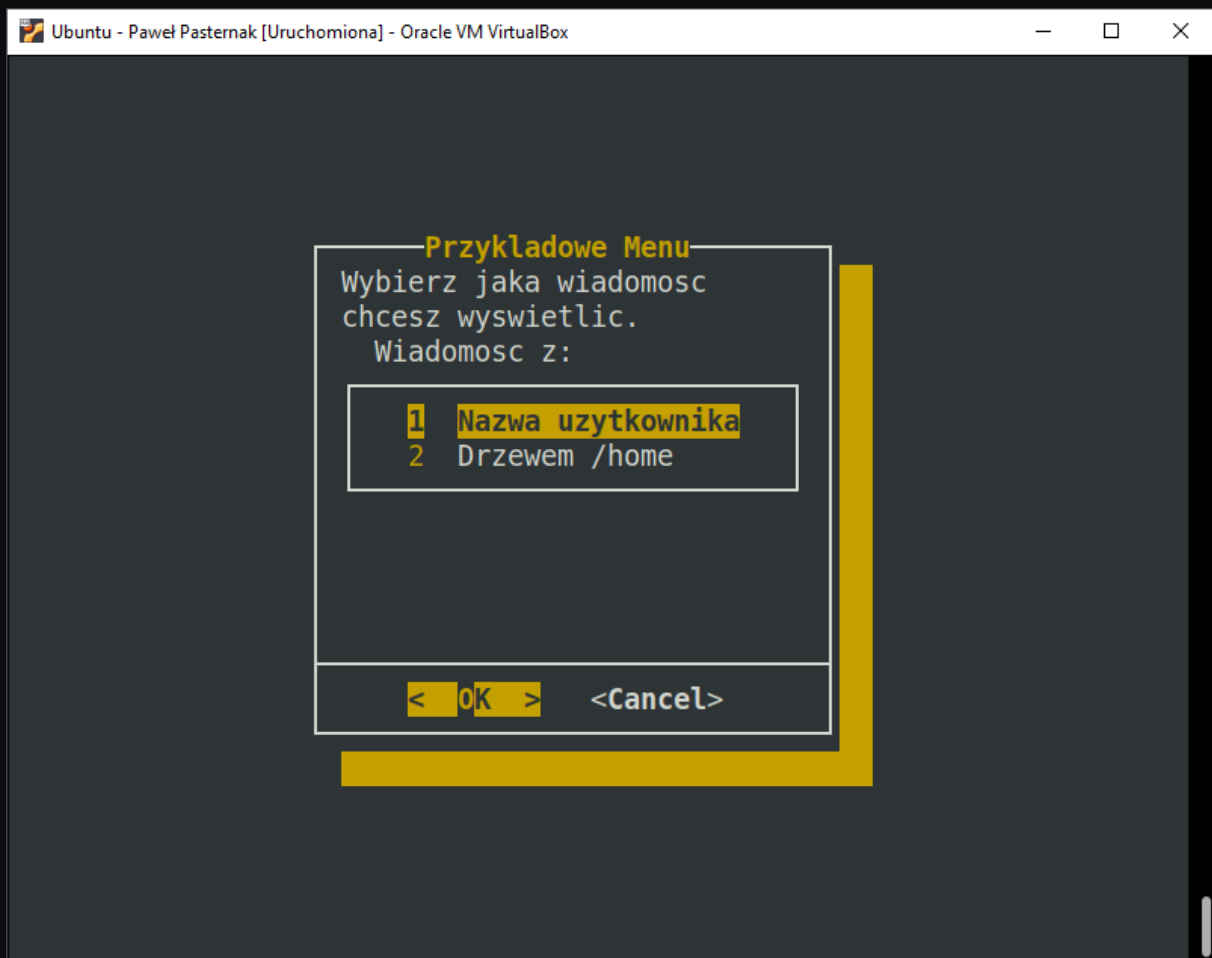 Ubuntu - Paweł Pasternak [Uruchomiona] - Oracle VM VirtualBox
Przykladowe Menu
Wybierz jaka wiadomosc
chcesz wyswietlic.
Wiadomosc z:
1 Nazwa uzytkownika
2 Drzewem /home
< OK > <Cancel>